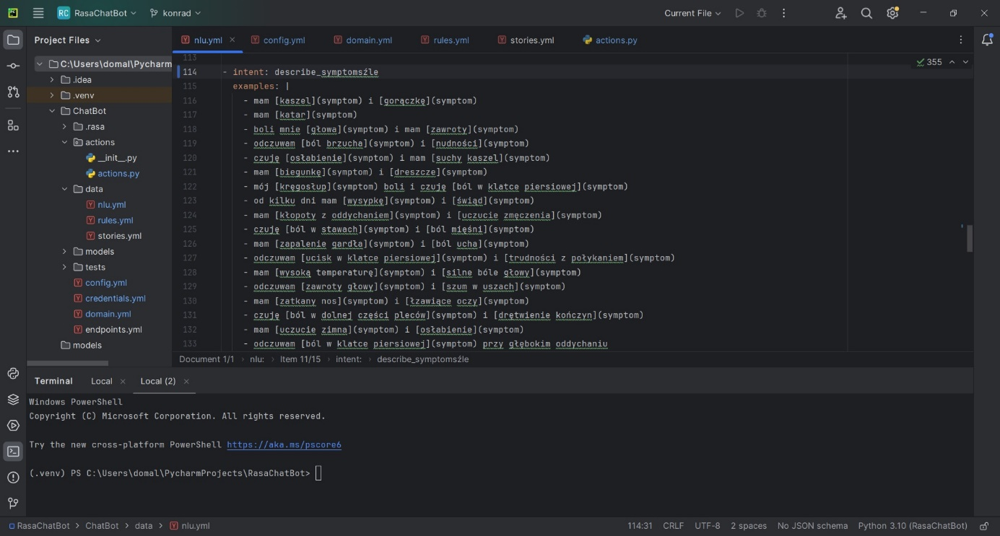 RC RasaChatBot konrad Current File
Project Files
nlu.yml config.yml domain.yml rules.yml stories.yml actions.py
C:\Users\domal\Pycharm
.idea
.venv
ChatBot
.rasa
actions
__init__.py
actions.py
data
nlu.yml
rules.yml
stories.yml
models
tests
config.yml
credentials.yml
domain.yml
endpoints.yml
models
355
113
114 - intent: describe_symptomsźle
115 examples: |
116 - mam [kaszel](symptom) i [gorączkę](symptom)
117 - mam [katar](symptom)
118 - boli mnie [głowa](symptom) i mam [zawroty](symptom)
119 - odczuwam [ból brzucha](symptom) i [nudności](symptom)
120 - czuję [osłabienie](symptom) i mam [suchy kaszel](symptom)
121 - mam [biegunkę](symptom) i [dreszcze](symptom)
122 - mój [kręgosłup](symptom) boli i czuję [ból w klatce piersiowej](symptom)
123 - od kilku dni mam [wysypkę](symptom) i [świąd](symptom)
124 - mam [kłopoty z oddychaniem](symptom) i [uczucie zmęczenia](symptom)
125 - czuję [ból w stawach](symptom) i [ból mięśni](symptom)
126 - mam [zapalenie gardła](symptom) i [ból ucha](symptom)
127 - odczuwam [ucisk w klatce piersiowej](symptom) i [trudności z połykaniem](symptom)
128 - mam [wysoką temperaturę](symptom) i [silne bóle głowy](symptom)
129 - odczuwam [zawroty głowy](symptom) i [szum w uszach](symptom)
130 - mam [zatkany nos](symptom) i [łzawiące oczy](symptom)
131 - czuję [ból w dolnej części pleców](symptom) i [drętwienie kończyn](symptom)
132 - mam [uczucie zimna](symptom) i [osłabienie](symptom)
133 - odczuwam [ból w klatce piersiowej](symptom) przy głębokim oddychaniu
Document 1/1 › nlu: › Item 11/15 › intent: › describe_symptomsźle
Terminal Local Local (2)
Windows PowerShell
Copyright (C) Microsoft Corporation. All rights reserved.
Try the new cross-platform PowerShell https://aka.ms/pscore6
(.venv) PS C:\Users\domal\PycharmProjects\RasaChatBot>
RasaChatBot › ChatBot › data › nlu.yml 114:31 CRLF UTF-8 2 spaces No JSON schema Python 3.10 (RasaChatBot)